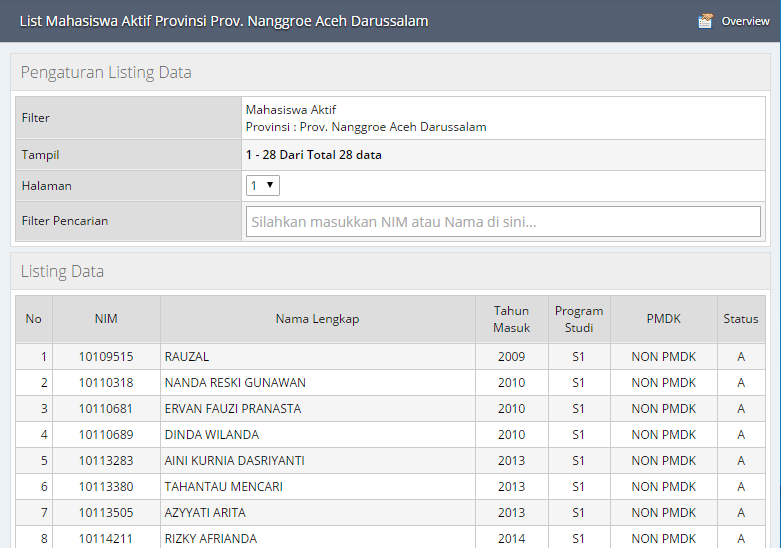 List Mahasiswa Aktif Provinsi Prov. Nanggroe Aceh Darussalam
Overview
Pengaturan Listing Data
Filter
Mahasiswa Aktif
Provinsi : Prov. Nanggroe Aceh Darussalam
Tampil
1 - 28 Dari Total 28 data
Halaman
1
Filter Pencarian
Silahkan masukkan NIM atau Nama di sini...
Listing Data
No NIM Nama Lengkap Tahun Masuk Program Studi PMDK Status
1 10109515 RAUZAL 2009 S1 NON PMDK A
2 10110318 NANDA RESKI GUNAWAN 2010 S1 NON PMDK A
3 10110681 ERVAN FAUZI PRANASTA 2010 S1 NON PMDK A
4 10110689 DINDA WILANDA 2010 S1 NON PMDK A
5 10113283 AINI KURNIA DASRIYANTI 2013 S1 NON PMDK A
6 10113380 TAHANTAU MENCARI 2013 S1 NON PMDK A
7 10113505 AZYYATI ARITA 2013 S1 NON PMDK A
8 10114211 RIZKY AFRIANDA 2014 S1 NON PMDK A